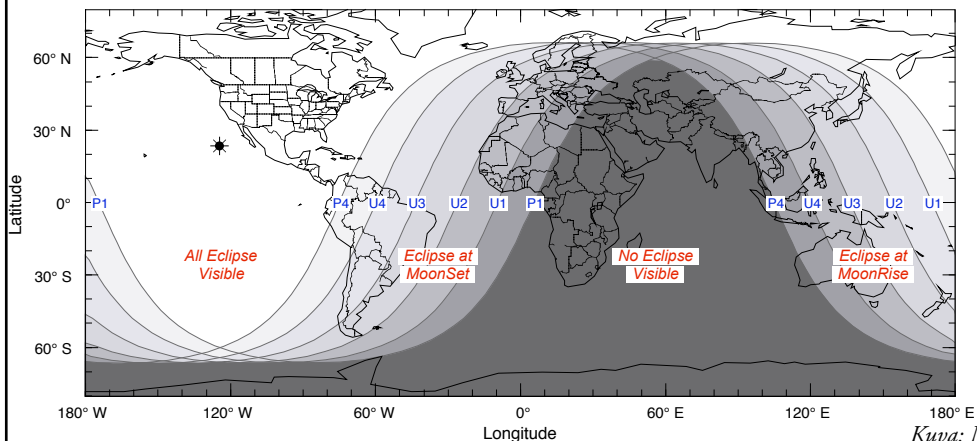 60° N
30° N
0°
30° S
60° S
Latitude
P1 P4 U4 U3 U2 U1 P1 P4 U4 U3 U2 U1
All Eclipse
Visible
Eclipse at
MoonSet
No Eclipse
Visible
Eclipse at
MoonRise
180° W 120° W 60° W 0° 60° E 120° E 180° E
Longitude
Kuva: